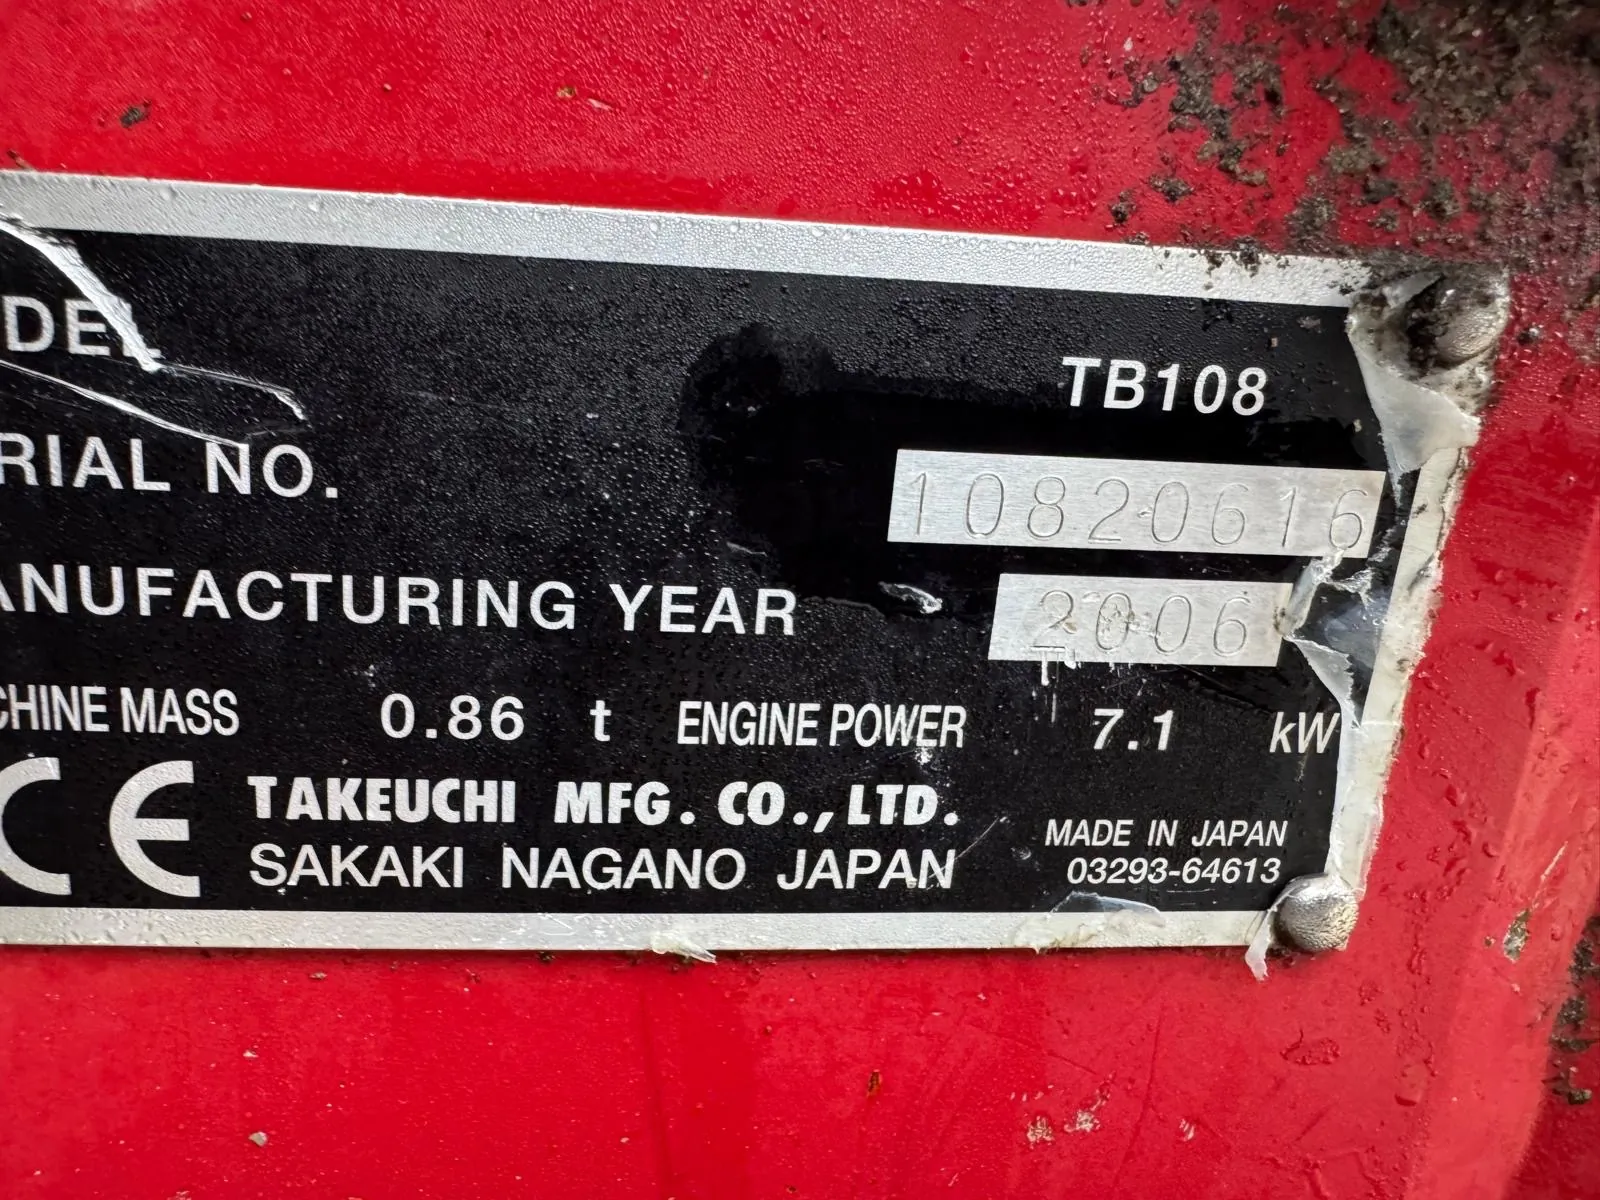 DEL TB108
RIAL NO. 10820616
ANUFACTURING YEAR 2006
CHINE MASS 0.86 t ENGINE POWER 7.1 kW
CE TAKEUCHI MFG. CO., LTD.
SAKAKI NAGANO JAPAN
MADE IN JAPAN
03293-64613